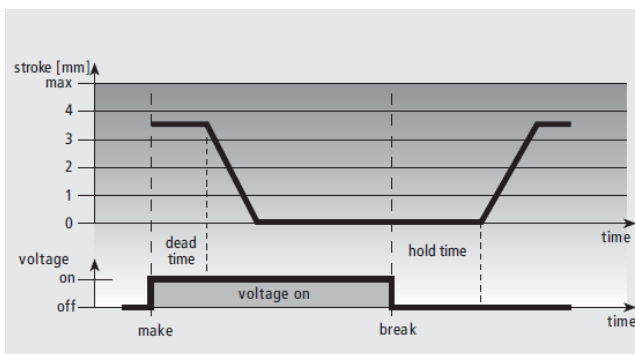 stroke [mm]
max
4
3
2
1
0
time
dead
time
hold time
voltage
on
voltage on
off
time
make
break